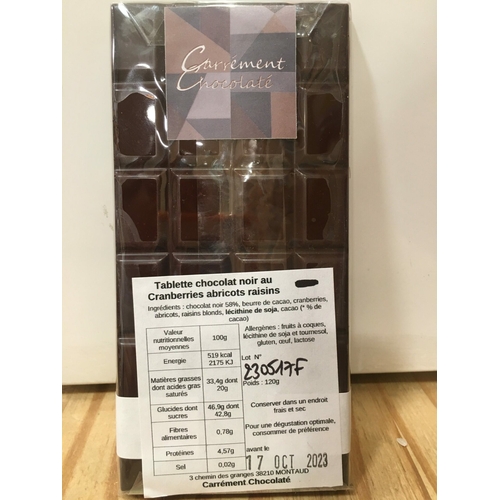 Carrément
Chocolaté
Tablette chocolat noir au
Cranberries abricots raisins
Ingrédients : chocolat noir 58%, beurre de cacao, cranberries,
abricots, raisins blonds, lécithine de soja, cacao (* % de
cacao)
Valeur
nutritionnelles
moyennes
100g
Energie
519 kcal
2175 KJ
Matières grasses
dont acides gras
saturés
33,4g dont
20g
Glucides dont
sucres
46,9g dont
42,8g
Fibres
alimentaires
0,78g
Protéines
4,57g
Sel
0,02g
Allergènes : fruits à coques,
lécithine de soja et tournesol,
gluten, œuf, lactose
Lot N°
230517F
Poids : 120g
Conserver dans un endroit
frais et sec
Pour une dégustation optimale,
consommer de préférence
avant le
17 OCT 2023
3 chemin des granges 38210 MONTAUD
Carrément Chocolaté